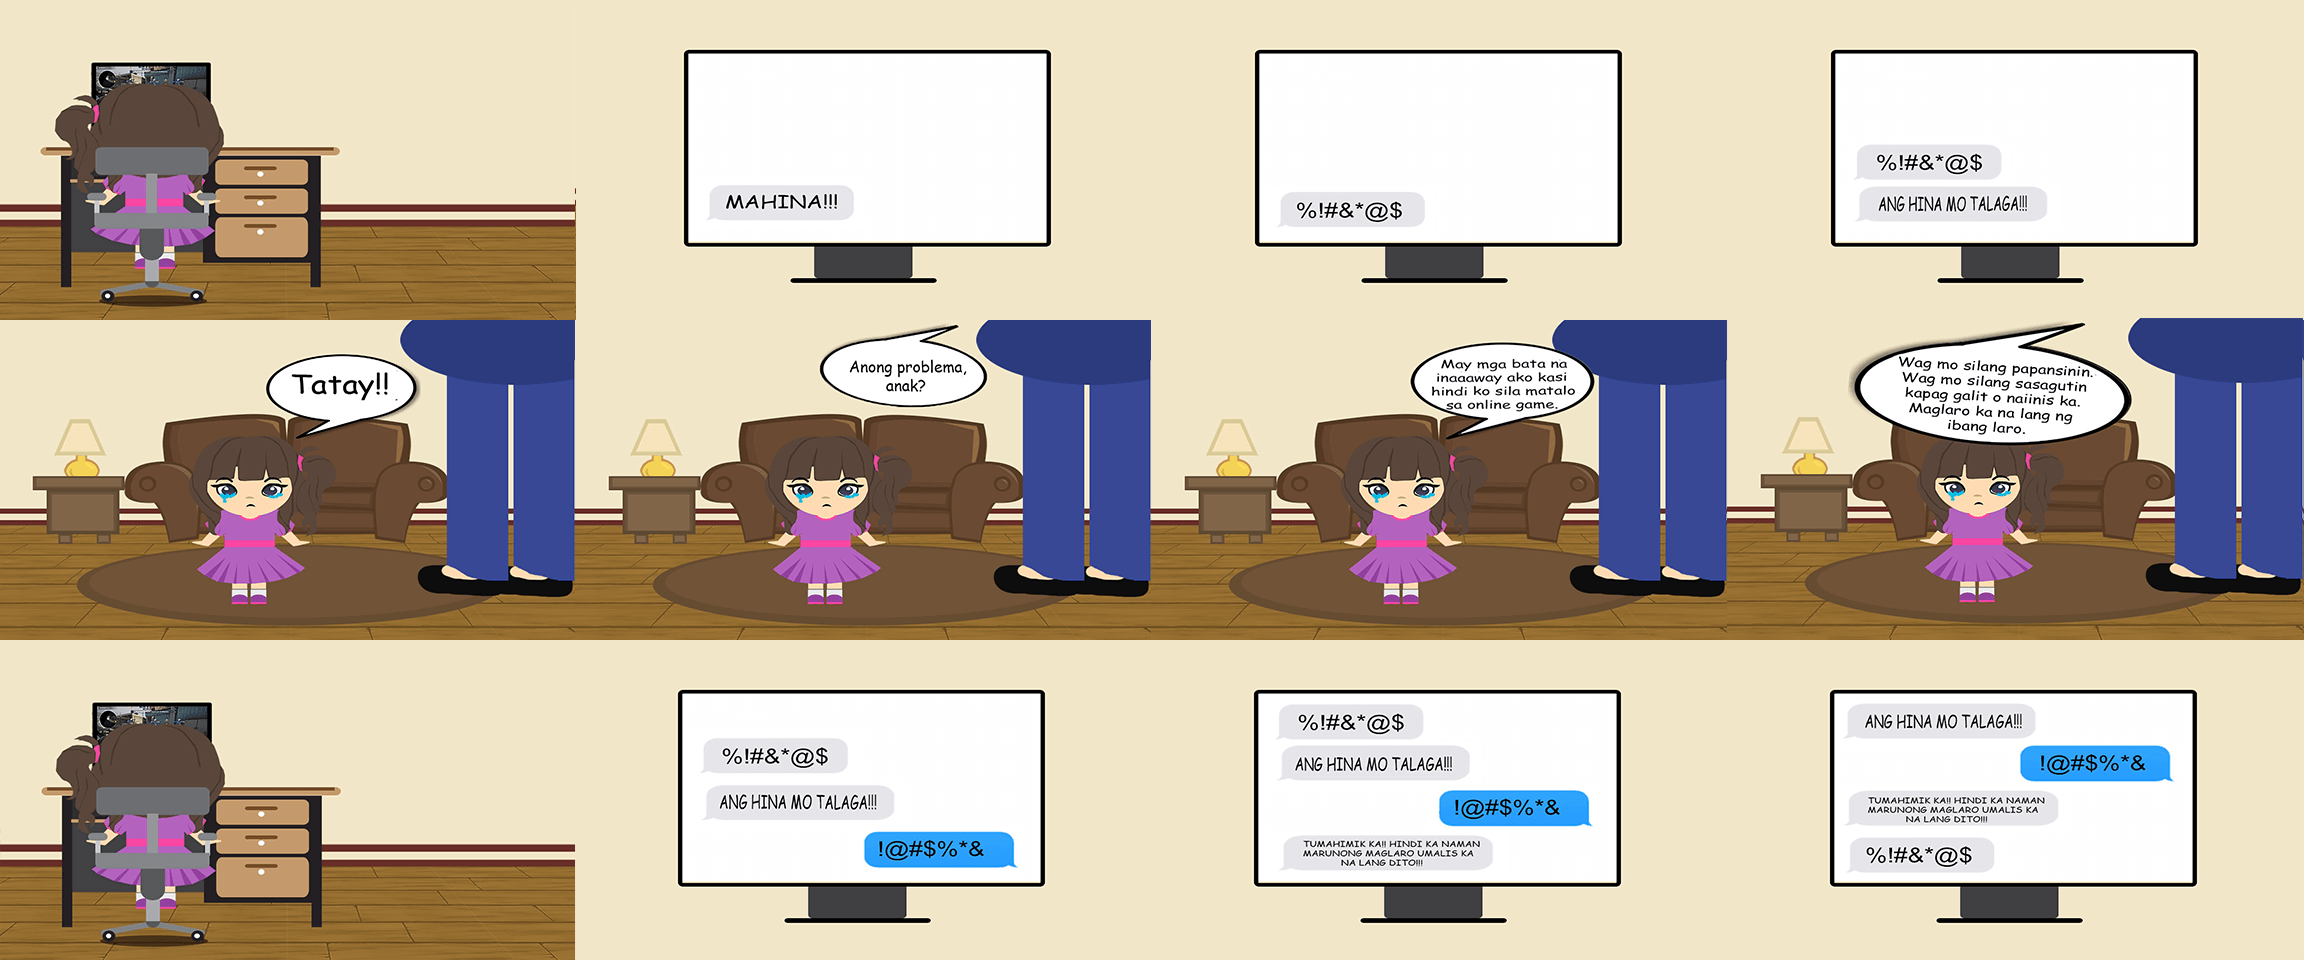 MAHINA!!!
%!#&*@$
%!#&*@$
ANG HINA MO TALAGA!!!
Tatay!!
Anong problema,
anak?
May mga bata na
inaaaway ako kasi
hindi ko sila matalo
sa online game.
Wag mo silang papansinin.
Wag mo silang sasagutin
kapag galit o naiinis ka.
Maglaro ka na lang ng
ibang laro.
%!#&*@$
ANG HINA MO TALAGA!!!
!@#$%*&
%!#&*@$
ANG HINA MO TALAGA!!!
!@#$%*&
TUMAHIMIK KA!! HINDI KA NAMAN
MARUNONG MAGLARO UMALIS KA
NA LANG DITO!!!
ANG HINA MO TALAGA!!!
!@#$%*&
TUMAHIMIK KA!! HINDI KA NAMAN
MARUNONG MAGLARO UMALIS KA
NA LANG DITO!!!
%!#&*@$